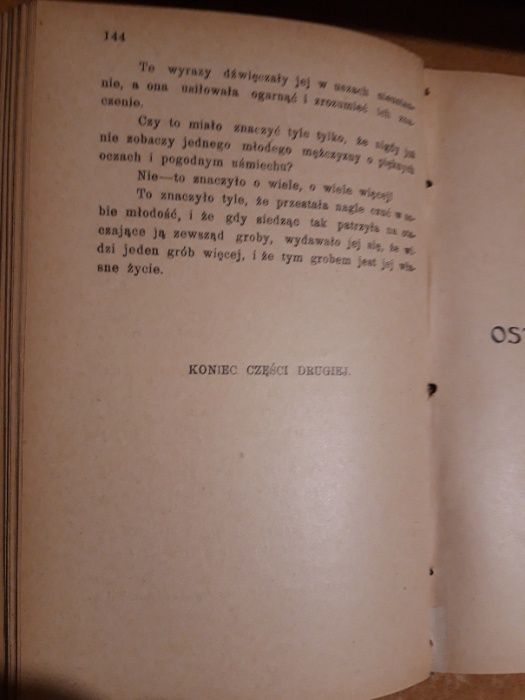 144
Te wyrazy dźwięczały jej w uszach nieustan-
nie, a ona usiłowała ogarnąć i zrozumieć ich zna-
czenie.
Czy to miało znaczyć tyle tylko, że nigdy już
nie zobaczy jednego młodego mężczyzny o pięknych
oczach i pogodnym uśmiechu?
Nie—to znaczyło o wiele, o wiele więcej!
To znaczyło tyle, że przestała nagle czuć w so-
bie młodość, i że gdy siedząc tak patrzyła na ota-
czające ją zewsząd groby, wydawało jej się, że wi-
dzi jeden grób więcej, i że tym grobem jest jej wła-
sne życie.
KONIEC CZĘŚCI DRUGIEJ.
OS